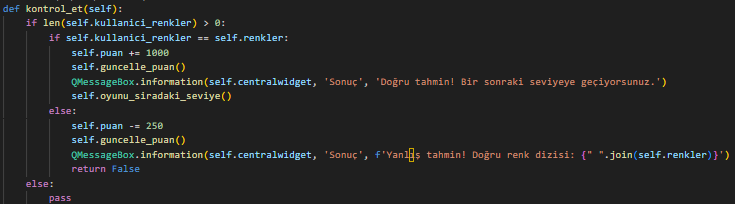 def kontrol_et(self):
    if len(self.kullanici_renkler) > 0:
        if self.kullanici_renkler == self.renkler:
            self.puan += 1000
            self.guncelle_puan()
            QMessageBox.information(self.centralwidget, 'Sonuç', 'Doğru tahmin! Bir sonraki seviyeye geçiyorsunuz.')
            self.oyunu_siradaki_seviye()
        else:
            self.puan -= 250
            self.guncelle_puan()
            QMessageBox.information(self.centralwidget, 'Sonuç', f'Yanlış tahmin! Doğru renk dizisi: {" ".join(self.renkler)}')
            return False
    else:
        pass